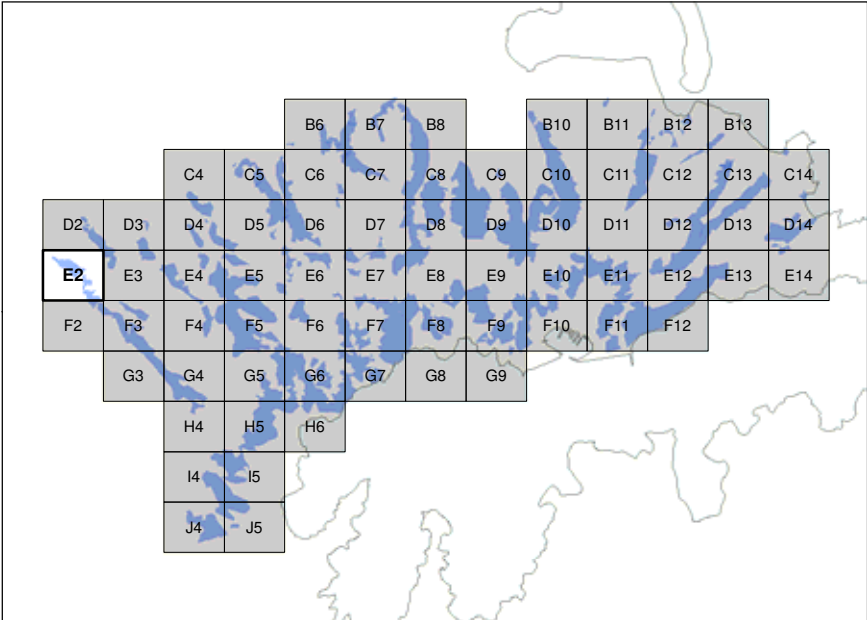 B6 B7 B8 B10 B11 B12 B13
C4 C5 C6 C7 C8 C9 C10 C11 C12 C13 C14
D2 D3 D4 D5 D6 D7 D8 D9 D10 D11 D12 D13 D14
E2 E3 E4 E5 E6 E7 E8 E9 E10 E11 E12 E13 E14
F2 F3 F4 F5 F6 F7 F8 F9 F10 F11 F12
G3 G4 G5 G6 G7 G8 G9
H4 H5 H6
I4 I5
J4 J5